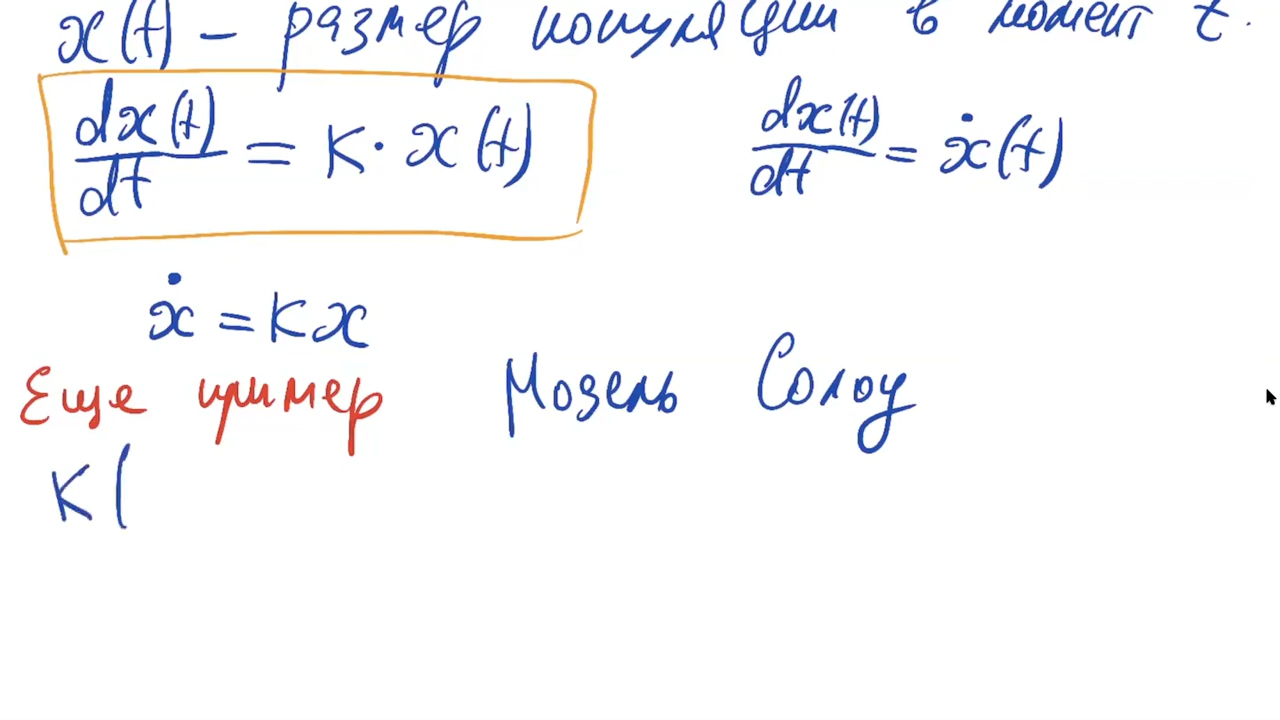 x(t) – размер популяции в момент t.
dx(t)/dt = K · x(t)
dx(t)/dt = ẋ(t)
ẋ = Kx
Еще пример Модель Солоу
K(